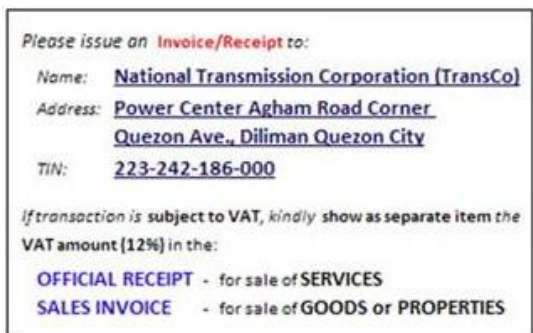 Please issue an Invoice/Receipt to:
Name: National Transmission Corporation (TransCo)
Address: Power Center Agham Road Corner
Quezon Ave., Diliman Quezon City
TIN: 223-242-186-000
If transaction is subject to VAT, kindly show as separate item the
VAT amount (12%) in the:
OFFICIAL RECEIPT - for sale of SERVICES
SALES INVOICE - for sale of GOODS or PROPERTIES